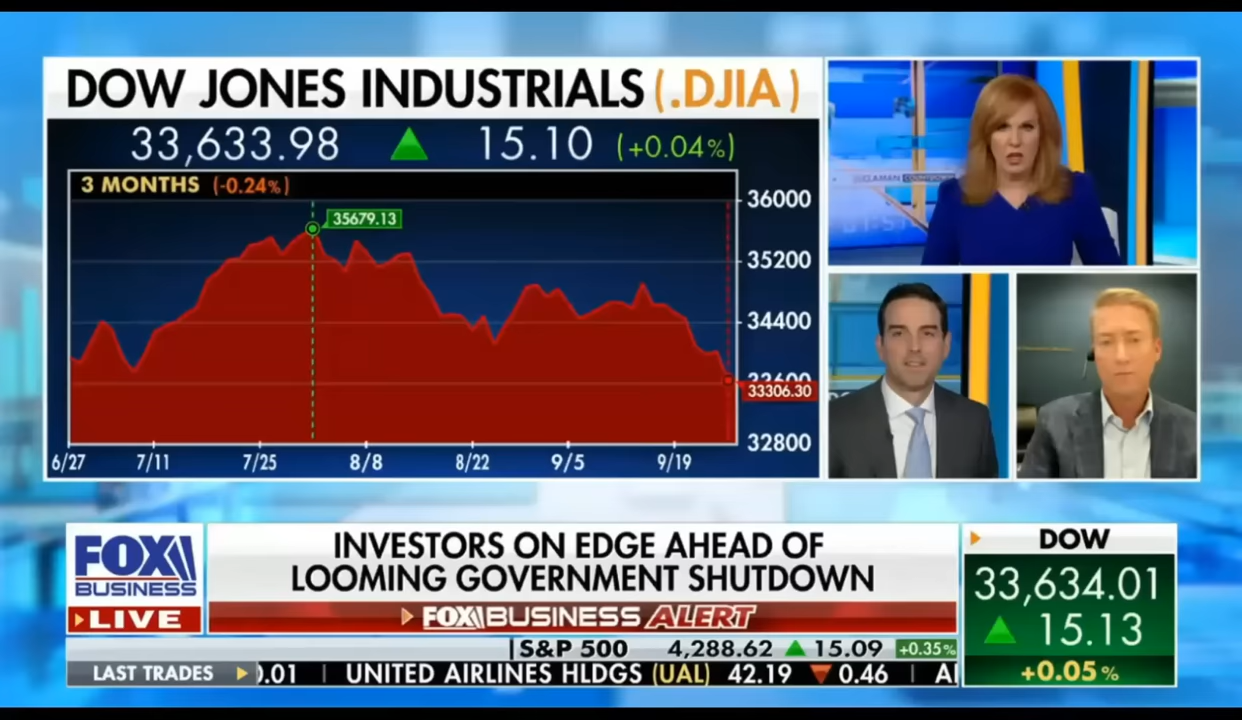 DOW JONES INDUSTRIALS (.DJIA)
33,633.98 ▲ 15.10 (+0.04%)
3 MONTHS (-0.24%)
35679.13
36000
35200
34400
33306.30
32800
6/27 7/11 7/25 8/8 8/22 9/5 9/19
CLAMAN COUNTDOWN
FOX BUSINESS
LIVE
INVESTORS ON EDGE AHEAD OF
LOOMING GOVERNMENT SHUTDOWN
FOX BUSINESS ALERT
S&P 500 4,288.62 ▲ 15.09 +0.35%
LAST TRADES ).01 | UNITED AIRLINES HLDGS (UAL) 42.19 ▼ 0.46 |
DOW
33,634.01
▲ 15.13
+0.05%